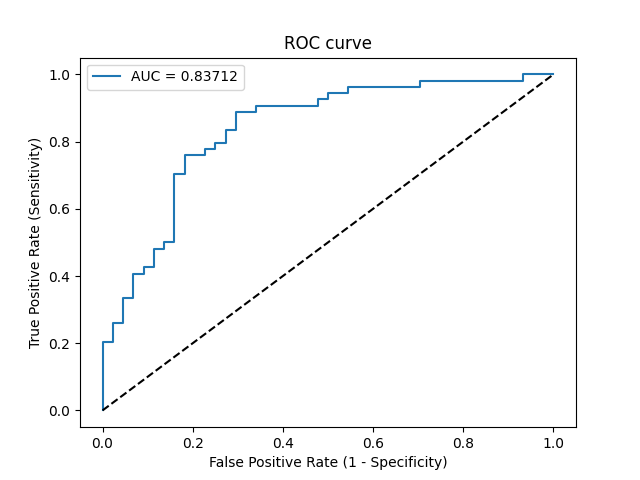 ROC curve
AUC = 0.83712
True Positive Rate (Sensitivity)
1.0
0.8
0.6
0.4
0.2
0.0
0.0 0.2 0.4 0.6 0.8 1.0
False Positive Rate (1 - Specificity)